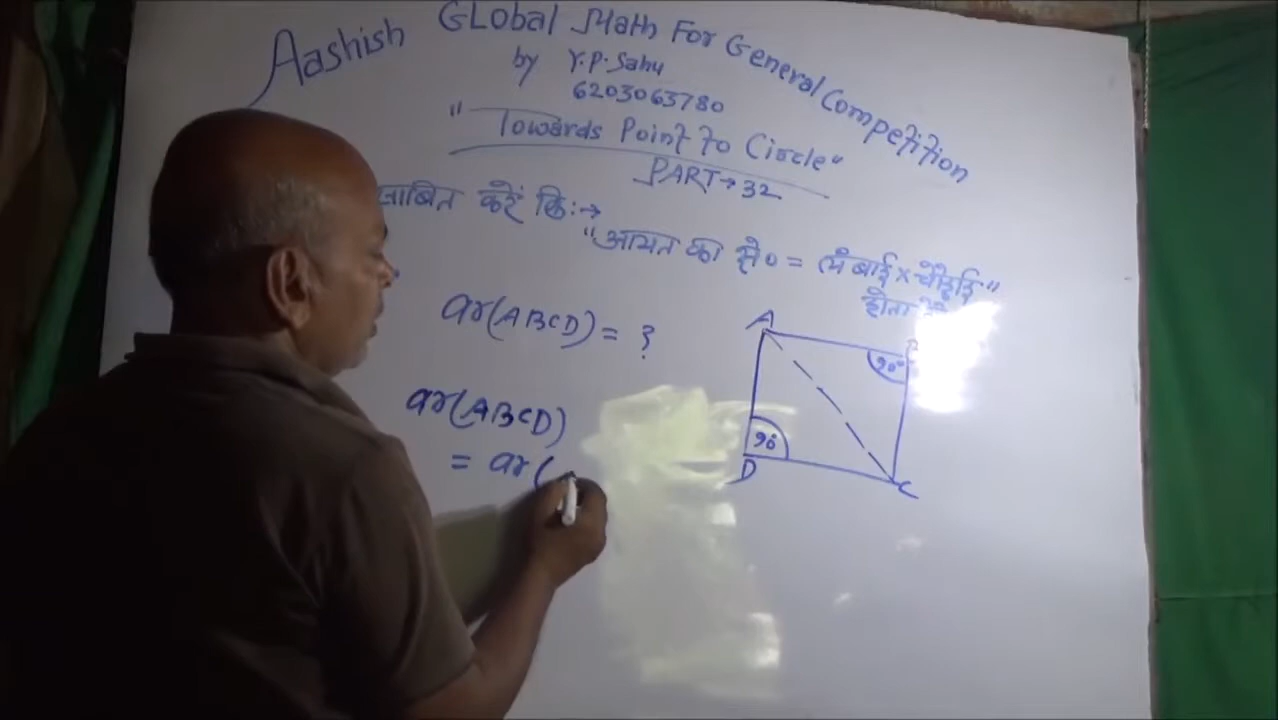 Aashish Global Math For General Competition
by Y.P. Sahu
6203063780
"Towards Point To Circle"
PART→32
साबित करें कि:→
"आयत का क्षे० = लंबाई × चौड़ाई"
होता है
ar(ABCD) = ?
A
90°
ar(ABCD)
90°
= ar(
D
C